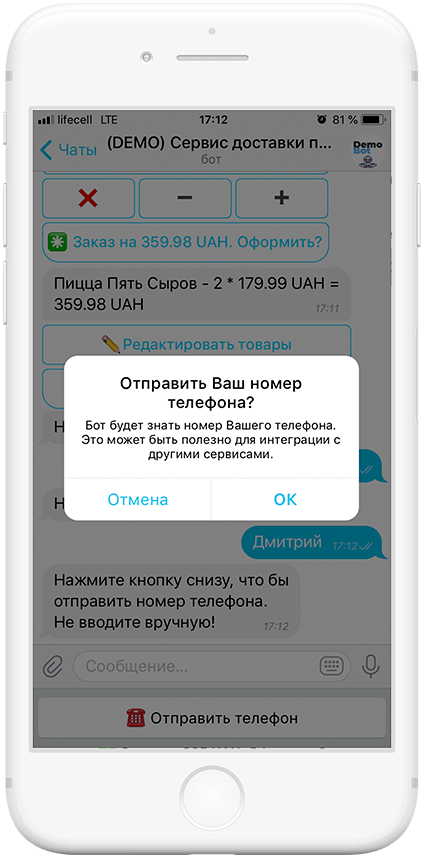 lifecell LTE 17:12 81 %
Чаты (DEMO) Сервис доставки п...
бот
Demo
Bot
Заказ на 359.98 UAH. Оформить?
Пицца Пять Сыров - 2 * 179.99 UAH =
359.98 UAH
17:11
Редактировать товары
Отправить Ваш номер
телефона?
Бот будет знать номер Вашего телефона.
Это может быть полезно для интеграции с
другими сервисами.
Отмена OK
Н
Н
Дмитрий 17:12
Нажмите кнопку снизу, что бы
отправить номер телефона.
Не вводите вручную!
17:12
Сообщение...
Отправить телефон